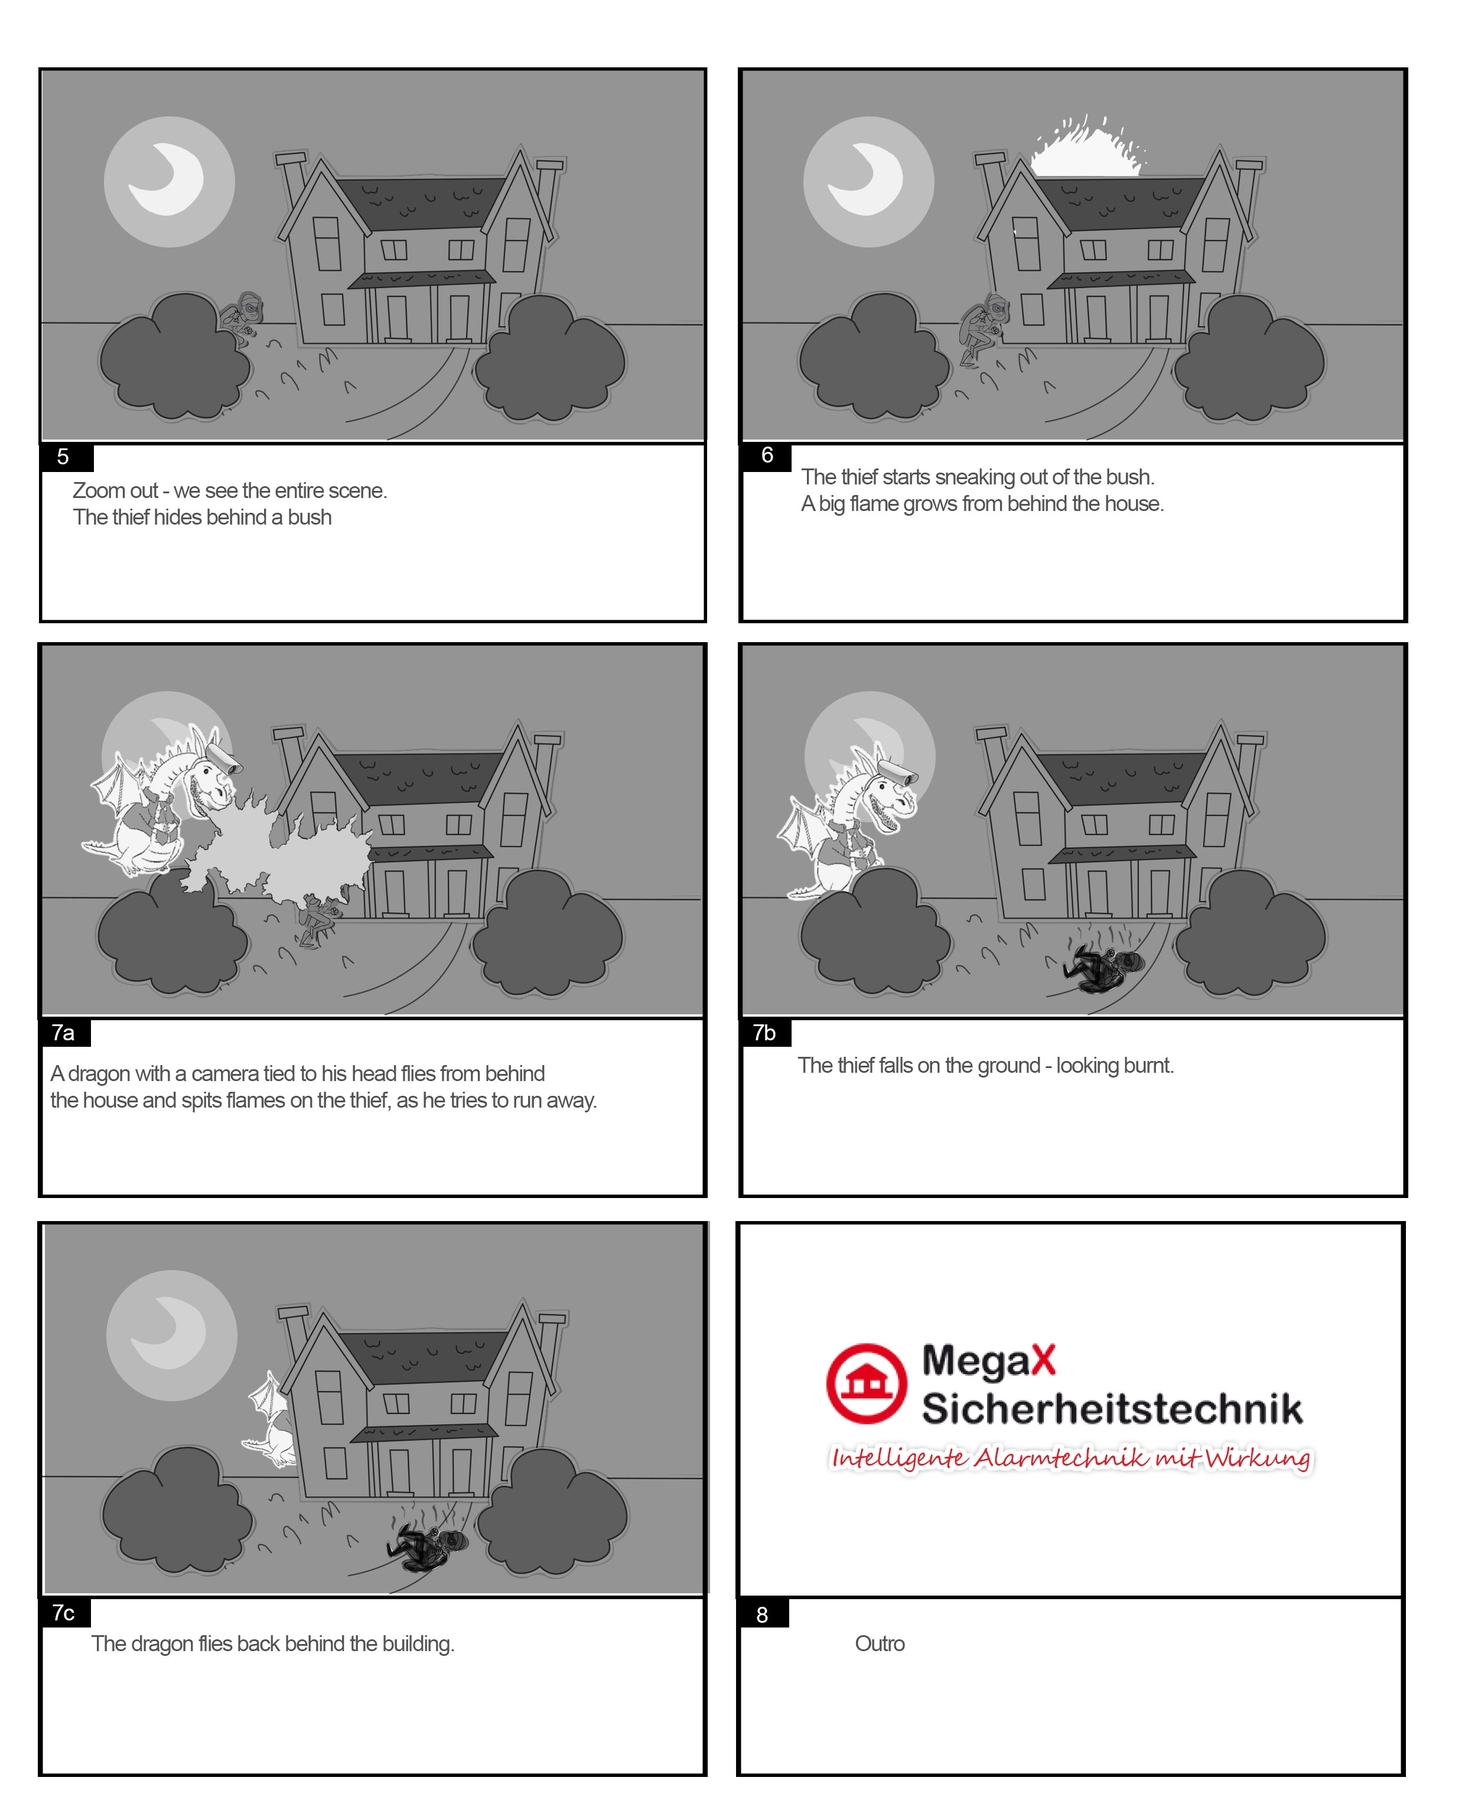 5
Zoom out - we see the entire scene.
The thief hides behind a bush
6
The thief starts sneaking out of the bush.
A big flame grows from behind the house.
7a
A dragon with a camera tied to his head flies from behind
the house and spits flames on the thief, as he tries to run away.
7b
The thief falls on the ground - looking burnt.
7c
The dragon flies back behind the building.
MegaX
Sicherheitstechnik
Intelligente Alarmtechnik mit Wirkung
8
Outro